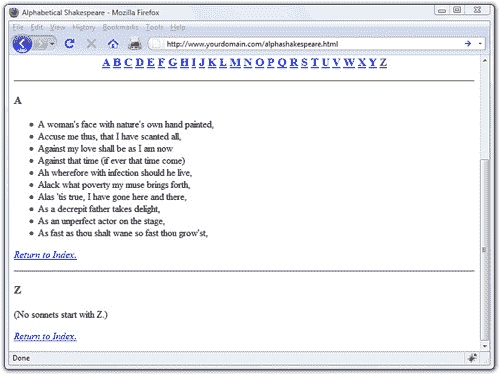 Alphabetical Shakespeare - Mozilla Firefox
File Edit View History Bookmarks Tools Help
http://www.yourdomain.com/alphashakespeare.html
A B C D E F G H I J K L M N O P Q R S T U V W X Y Z
A
A woman's face with nature's own hand painted,
Accuse me thus, that I have scanted all,
Against my love shall be as I am now
Against that time (if ever that time come)
Ah wherefore with infection should he live,
Alack what poverty my muse brings forth,
Alas 'tis true, I have gone here and there,
As a decrepit father takes delight,
As an unperfect actor on the stage,
As fast as thou shalt wane so fast thou grow'st,
Return to Index.
Z
(No sonnets start with Z.)
Return to Index.
Done